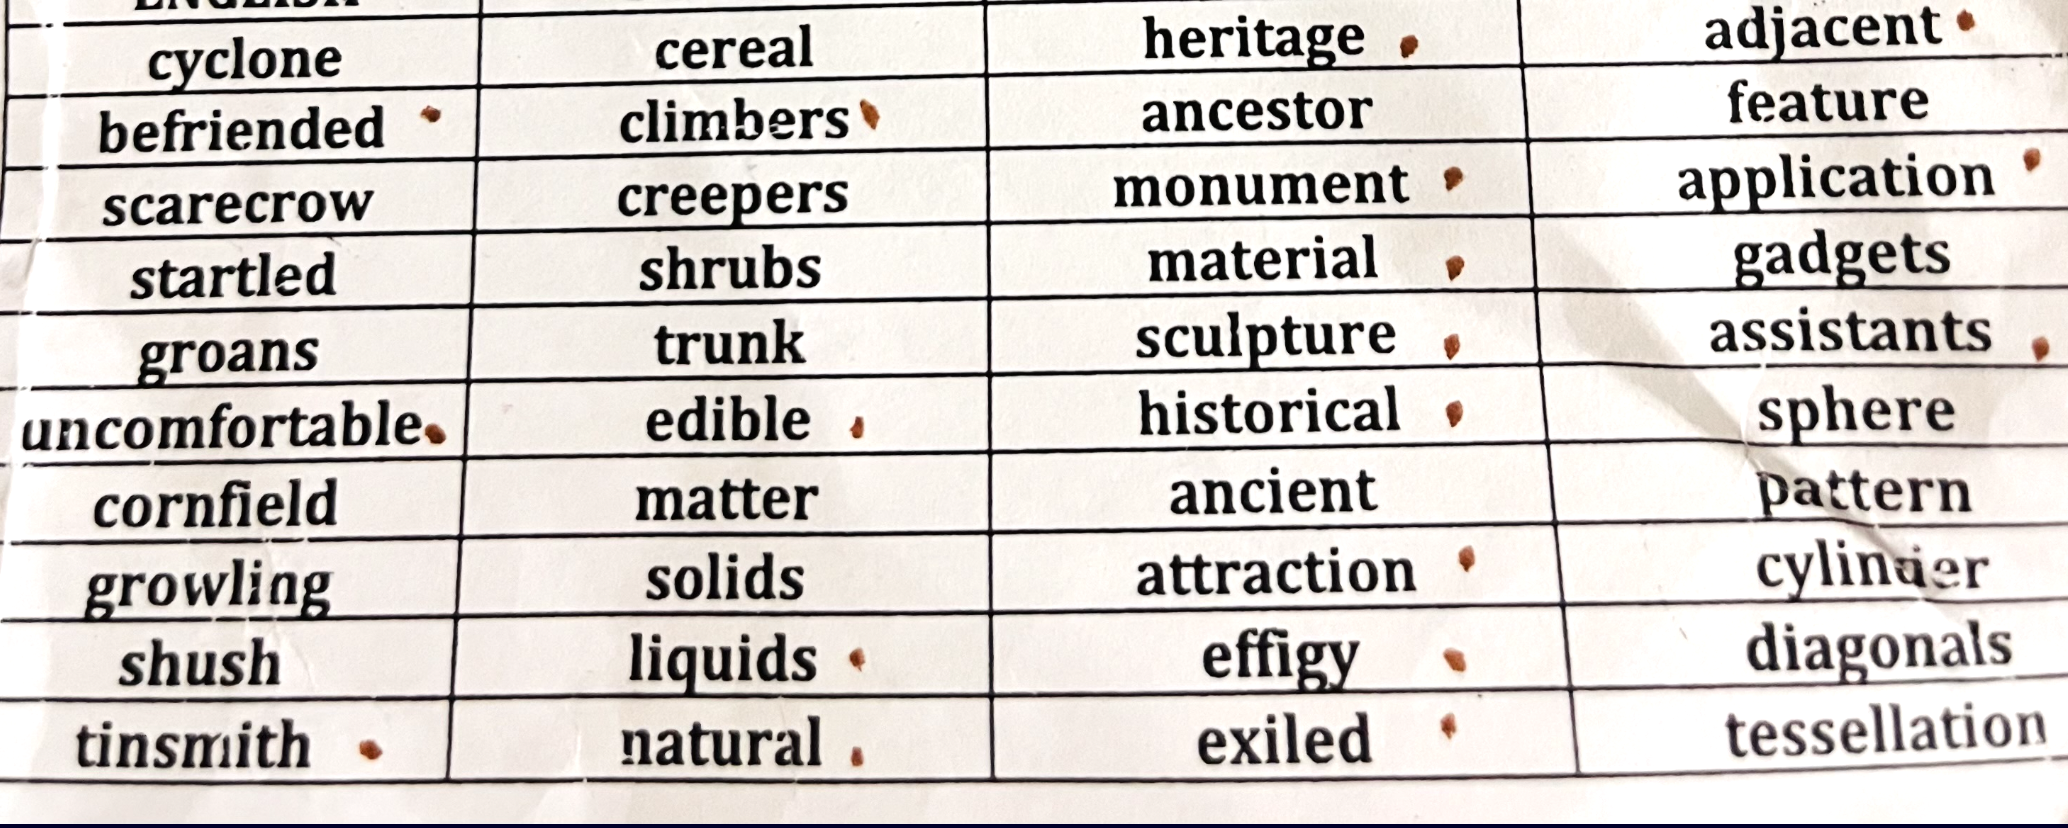 ENGLISH
cyclone cereal heritage adjacent
befriended climbers ancestor feature
scarecrow creepers monument application
startled shrubs material gadgets
groans trunk sculpture assistants
uncomfortable edible historical sphere
cornfield matter ancient pattern
growling solids attraction cylinder
shush liquids effigy diagonals
tinsmith natural exiled tessellation